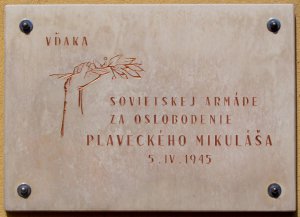 VĎAKA
SOVIETSKEJ ARMÁDE
ZA OSLOBODENIE
PLAVECKÉHO MIKULÁŠA
5.IV.1945